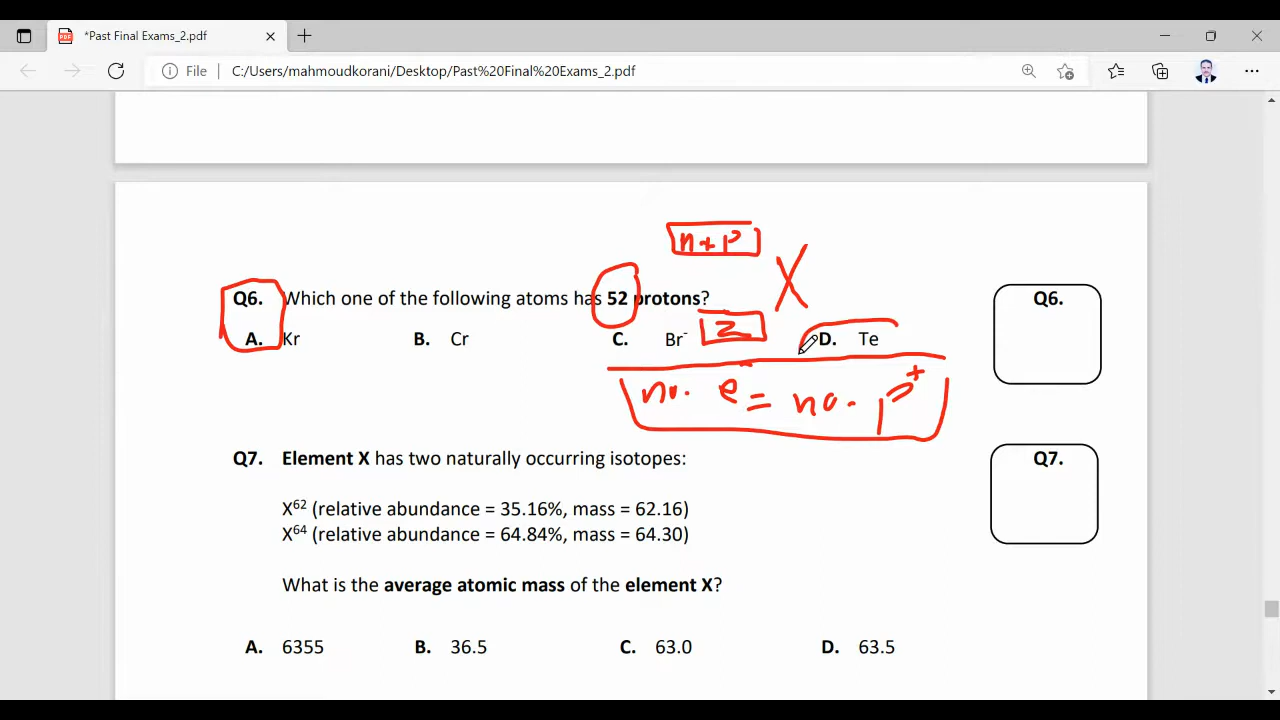 *Past Final Exams_2.pdf
File C:/Users/mahmoudkorani/Desktop/Past%20Final%20Exams_2.pdf
n+p
X
Q6. Which one of the following atoms has 52 protons? Q6.
Z
A. Kr B. Cr C. Br⁻ D. Te
no. e⁻ = no. p⁺
Q7. Element X has two naturally occurring isotopes: Q7.
X⁶² (relative abundance = 35.16%, mass = 62.16)
X⁶⁴ (relative abundance = 64.84%, mass = 64.30)
What is the average atomic mass of the element X?
A. 6355 B. 36.5 C. 63.0 D. 63.5